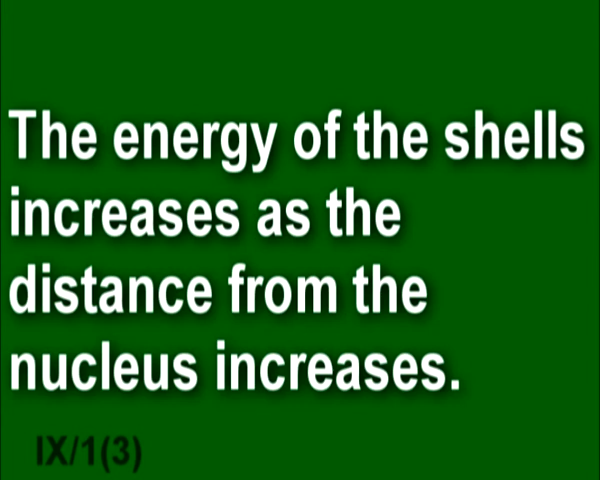 The energy of the shells
increases as the
distance from the
nucleus increases.
IX/1(3)